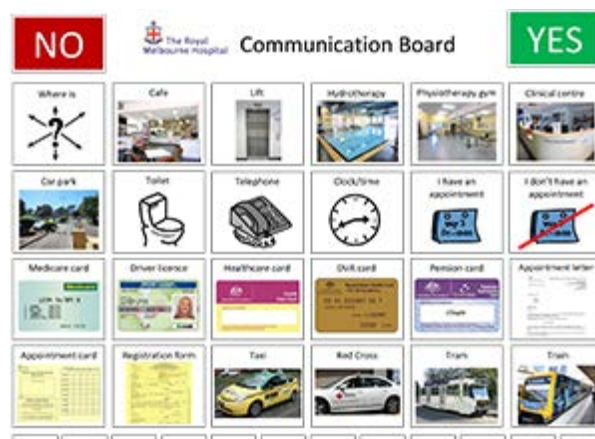 NO
The Royal
Melbourne Hospital
Communication Board
YES
Where is
Cafe
Lift
Hydrotherapy
Physiotherapy gym
Clinical centre
Car park
Toilet
Telephone
Clock/time
I have an
appointment
I don't have an
appointment
Medicare card
Driver licence
Healthcare card
DVA card
Pension card
Appointment letter
Appointment card
Registration form
Taxi
Red Cross
Tram
Train